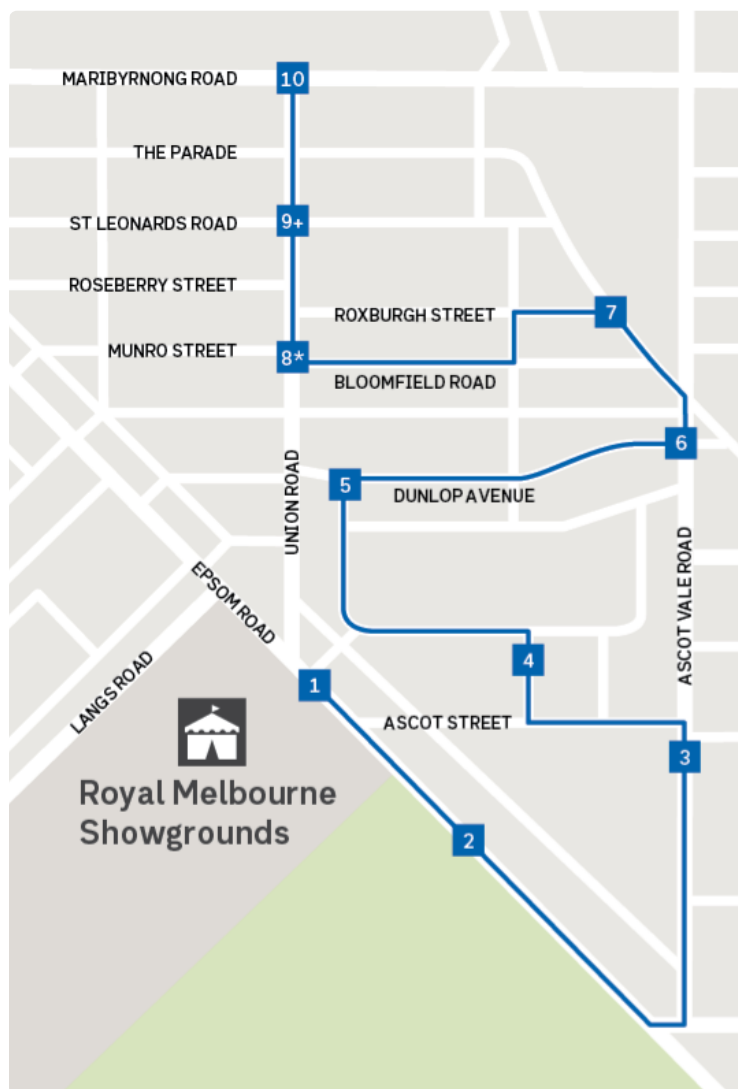 MARIBYRNONG ROAD
10
THE PARADE
ST LEONARDS ROAD
9+
ROSEBERRY STREET
ROXBURGH STREET
7
MUNRO STREET
8*
BLOOMFIELD ROAD
6
5
DUNLOP AVENUE
UNION ROAD
EPSOM ROAD
ASCOT VALE ROAD
LANGS ROAD
4
1
ASCOT STREET
3
Royal Melbourne
Showgrounds
2